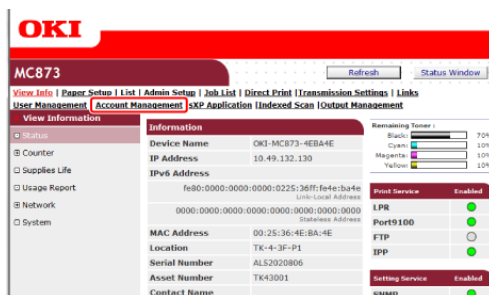 OKI
MC873
Refresh
Status Window
View Info | Paper Setup | List | Admin Setup | Job List | Direct Print |Transmission Settings | Links
User Management | Account Management sXP Application |Indexed Scan |Output Management
View Information
Status
Counter
Supplies Life
Usage Report
Network
System
Information
Device Name OKI-MC873-4EBA4E
IP Address 10.49.132.130
IPv6 Address
fe80:0000:0000:0000:0225:36ff:fe4e:ba4e
Link-Local Address
0000:0000:0000:0000:0000:0000:0000:0000
Stateless Address
MAC Address 00:25:36:4E:BA:4E
Location TK-4-3F-P1
Serial Number AL52020806
Asset Number TK43001
Contact Name
Remaining Toner :
Black: 70%
Cyan: 10%
Magenta: 10%
Yellow: 10%
Print Service Enabled
LPR
Port9100
FTP
IPP
Setting Service Enabled
SNMP